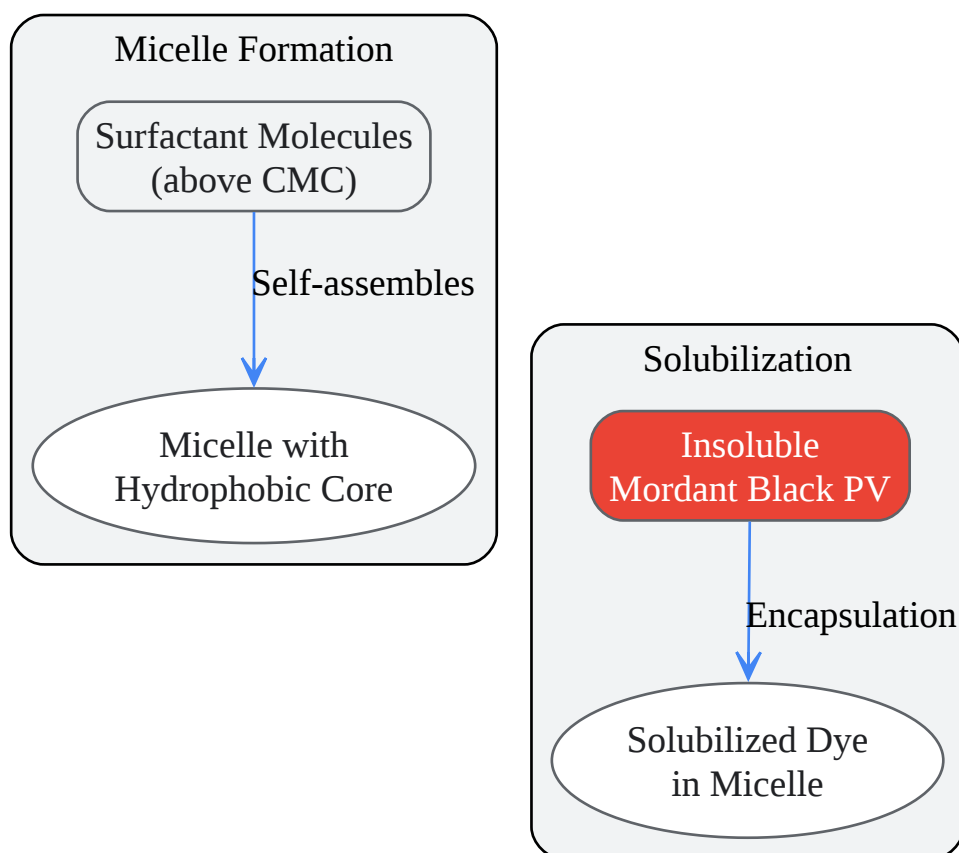 Micelle Formation
Surfactant Molecules
(above CMC)
Self-assembles
Micelle with
Hydrophobic Core
Solubilization
Insoluble
Mordant Black PV
Encapsulation
Solubilized Dye
in Micelle